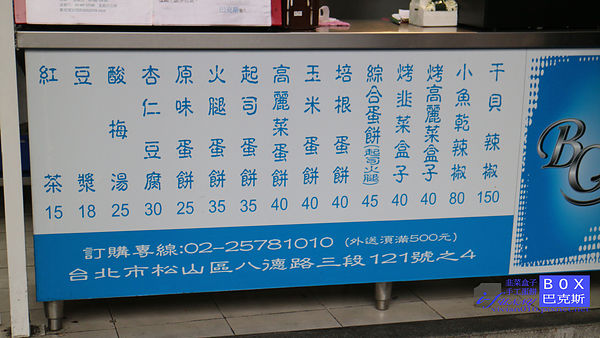 紅茶 15
豆漿 18
酸梅湯 25
杏仁豆腐 30
原味蛋餅 25
火腿蛋餅 35
起司蛋餅 35
高麗菜蛋餅 40
玉米蛋餅 40
培根蛋餅 40
綜合蛋餅(起司火腿) 45
烤韭菜盒子 40
烤高麗菜盒子 40
小魚乾辣椒 80
干貝辣椒 150
訂購專線:02-25781010 (外送須滿500元)
台北市松山區八德路三段121號之4
韭菜盒子
BOX
巴克斯